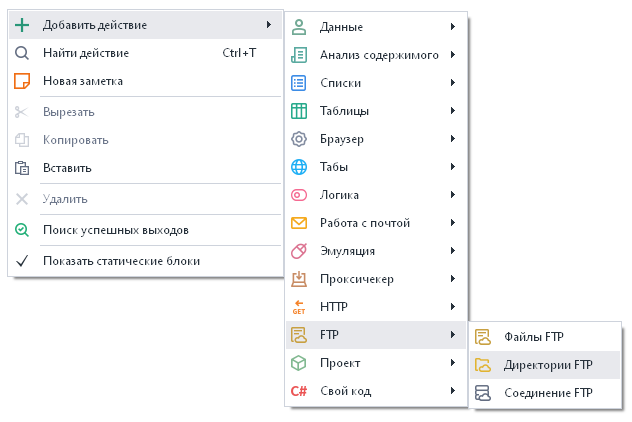 Добавить действие
Найти действие Ctrl+T
Новая заметка
Вырезать
Копировать
Вставить
Удалить
Поиск успешных выходов
Показать статические блоки
Данные
Анализ содержимого
Списки
Таблицы
Браузер
Табы
Логика
Работа с почтой
Эмуляция
Проксичекер
GET HTTP
FTP
Проект
C# Свой код
Файлы FTP
Директории FTP
Соединение FTP